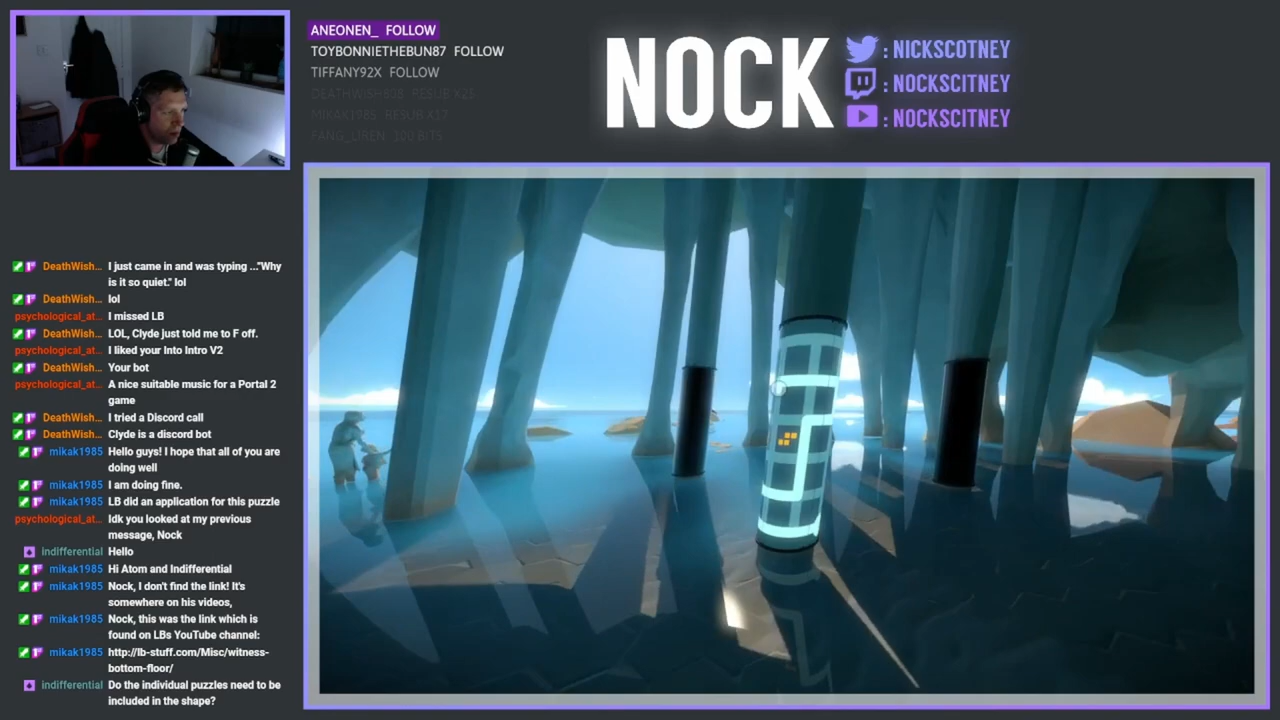 ANEONEN_ FOLLOW
TOYBONNIETHEBUN87 FOLLOW
TIFFANY92X FOLLOW
MIKAK1985 RESUB X37
FANG_LIREN 100 BITS
NOCK
: NICKSCOTNEY
: NOCKSCITNEY
: NOCKSCITNEY
DeathWish... I just came in and was typing ..."Why
is it so quiet." lol
DeathWish... lol
psychological_at... I missed LB
DeathWish... LOL, Clyde just told me to F off.
psychological_at... I liked your Into Intro V2
DeathWish... Your bot
psychological_at... A nice suitable music for a Portal 2
game
DeathWish... I tried a Discord call
DeathWish... Clyde is a discord bot
mikak1985 Hello guys! I hope that all of you are
doing well
mikak1985 I am doing fine.
mikak1985 LB did an application for this puzzle
psychological_at... Idk you looked at my previous
message, Nock
indifferential Hello
mikak1985 Hi Atom and Indifferential
mikak1985 Nock, I don't find the link! It's
somewhere on his videos,
mikak1985 Nock, this was the link which is
found on LBs YouTube channel:
mikak1985 http://lb-stuff.com/Misc/witness-
bottom-floor/
indifferential Do the individual puzzles need to be
included in the shape?